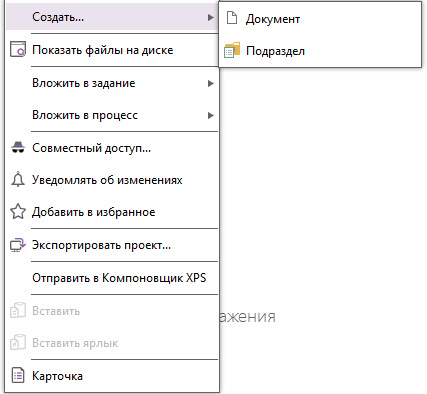 Создать...
Документ
Показать файлы на диске
Подраздел
Вложить в задание
Вложить в процесс
Совместный доступ...
Уведомлять об изменениях
Добавить в избранное
Экспортировать проект...
Отправить в Компоновщик XPS
Вставить
ажения
Вставить ярлык
Карточка